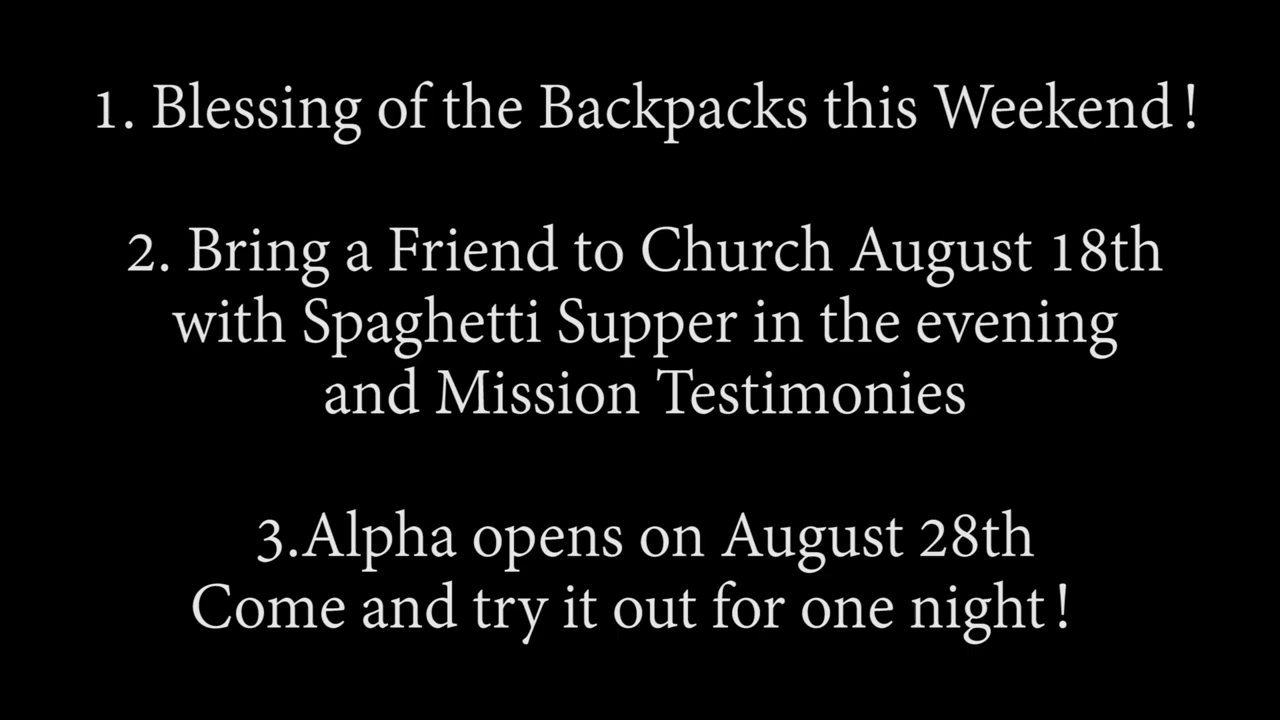 1. Blessing of the Backpacks this Weekend!
2. Bring a Friend to Church August 18th
with Spaghetti Supper in the evening
and Mission Testimonies
3.Alpha opens on August 28th
Come and try it out for one night!